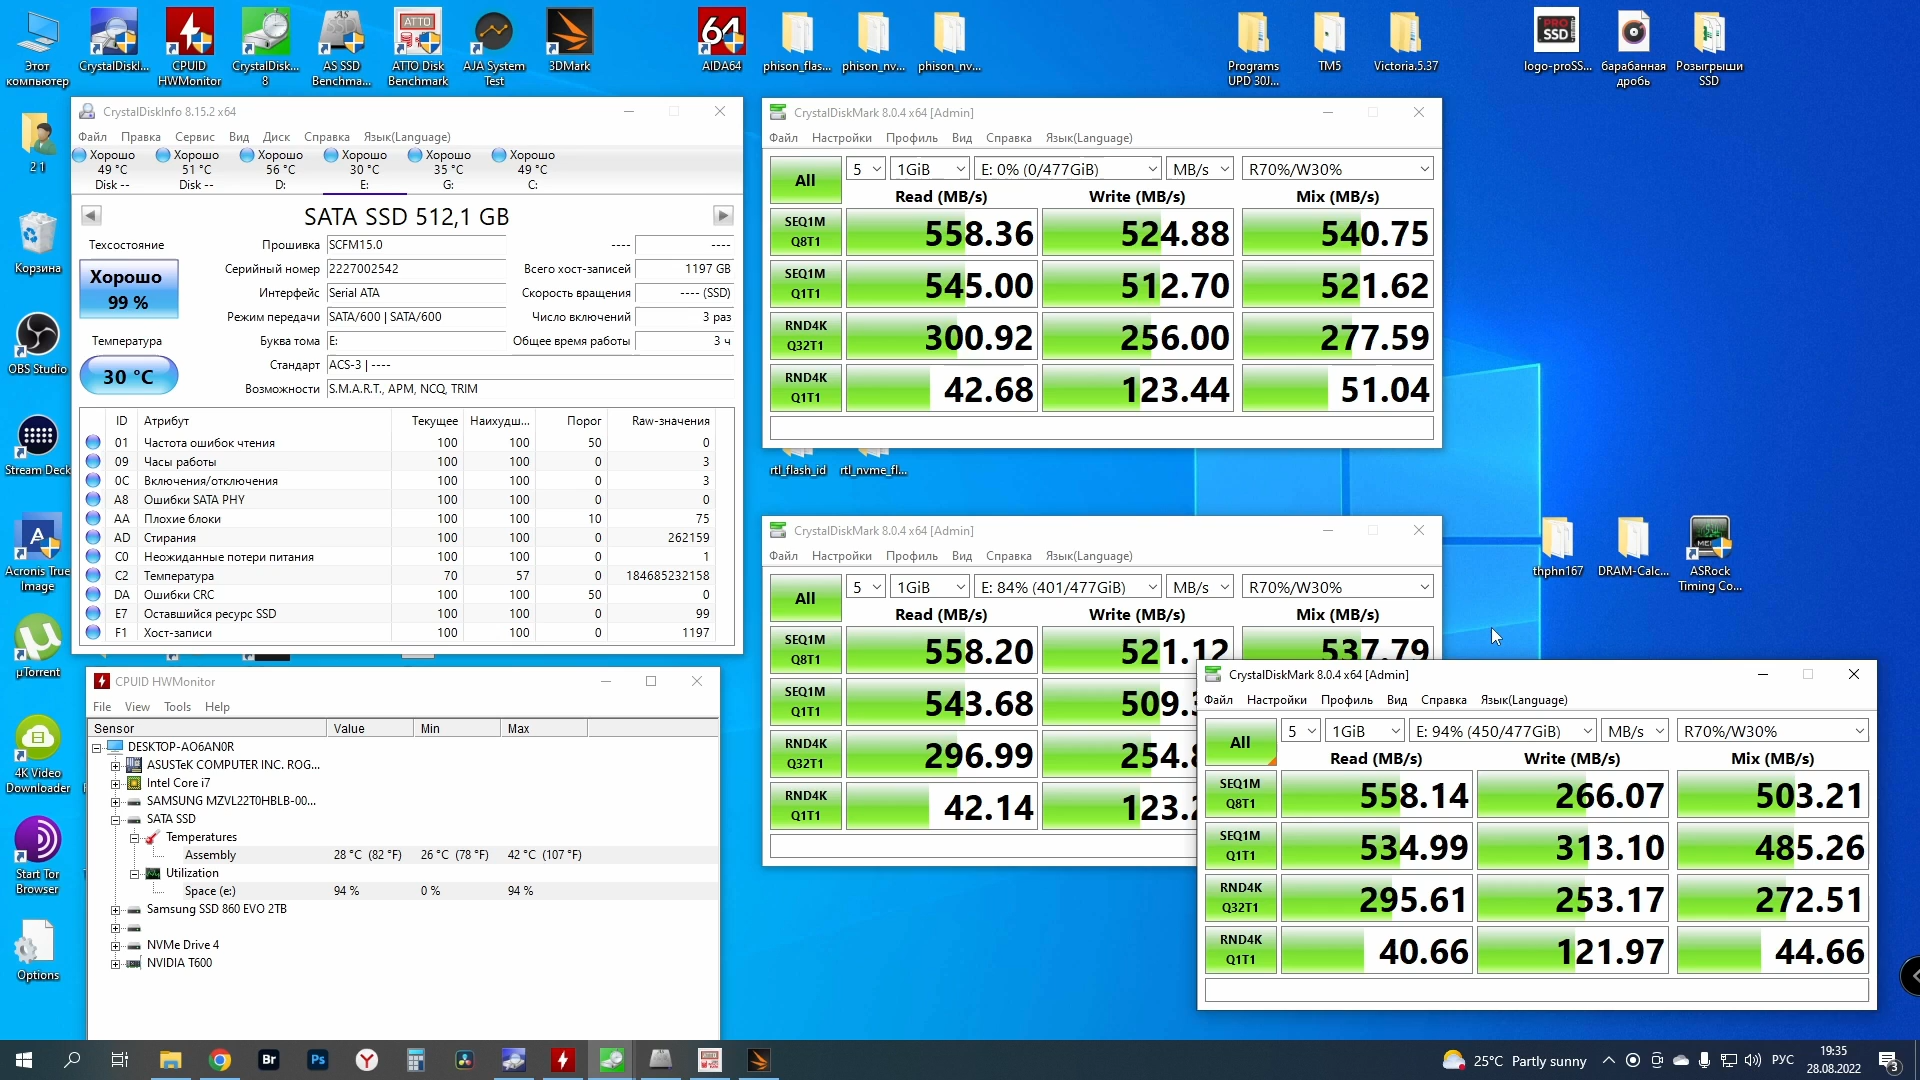 Этот компьютер
CrystalDiskI...
CPUID HWMonitor
CrystalDisk... 8
AS SSD Benchma...
ATTO Disk Benchmark
AJA System Test
3DMark
64
AIDA64
phison_flas...
phison_nv...
phison_nv...
Programs UPD 30J...
TM5
Victoria.5.37
PRO SSD
logo-proSS...
барабанная дробь
Розыгрыши SSD
2 1
Корзина
OBS Studio
Stream Deck
Acronis True Image
µTorrent
4K Video Downloader
Start Tor Browser
Options
CrystalDiskInfo 8.15.2 x64
Файл Правка Сервис Вид Диск Справка Язык(Language)
Хорошо Хорошо Хорошо Хорошо Хорошо Хорошо
49 °C 51 °C 56 °C 30 °C 35 °C 49 °C
Disk -- Disk -- D: E: G: C:
SATA SSD 512,1 GB
Техсостояние
Хорошо
99 %
Температура
30 °C
Прошивка SCFM15.0 ---- ----
Серийный номер 2227002542 Всего хост-записей 1197 GB
Интерфейс Serial ATA Скорость вращения ---- (SSD)
Режим передачи SATA/600 | SATA/600 Число включений 3 раз
Буква тома E: Общее время работы 3 ч
Стандарт ACS-3 | ----
Возможности S.M.A.R.T., APM, NCQ, TRIM
ID Атрибут Текущее Наихудш... Порог Raw-значения
01 Частота ошибок чтения 100 100 50 0
09 Часы работы 100 100 0 3
0C Включения/отключения 100 100 0 3
A8 Ошибки SATA PHY 100 100 0 0
AA Плохие блоки 100 100 10 75
AD Стирания 100 100 0 262159
C0 Неожиданные потери питания 100 100 0 1
C2 Температура 70 57 0 184685232158
DA Ошибки CRC 100 100 50 0
E7 Оставшийся ресурс SSD 100 100 0 99
F1 Хост-записи 100 100 0 1197
CrystalDiskMark 8.0.4 x64 [Admin]
Файл Настройки Профиль Вид Справка Язык(Language)
All 5 1GiB E: 0% (0/477GiB) MB/s R70%/W30%
Read (MB/s) Write (MB/s) Mix (MB/s)
SEQ1M Q8T1 558.36 524.88 540.75
SEQ1M Q1T1 545.00 512.70 521.62
RND4K Q32T1 300.92 256.00 277.59
RND4K Q1T1 42.68 123.44 51.04
rtl_flash_id
rtl_nvme_fl...
CrystalDiskMark 8.0.4 x64 [Admin]
Файл Настройки Профиль Вид Справка Язык(Language)
All 5 1GiB E: 84% (401/477GiB) MB/s R70%/W30%
Read (MB/s) Write (MB/s) Mix (MB/s)
SEQ1M Q8T1 558.20 521.12 537.79
SEQ1M Q1T1 543.68 509.
RND4K Q32T1 296.99 254.
RND4K Q1T1 42.14 123.
thphn167
DRAM-Calc...
ASRock Timing Co...
CrystalDiskMark 8.0.4 x64 [Admin]
Файл Настройки Профиль Вид Справка Язык(Language)
All 5 1GiB E: 94% (450/477GiB) MB/s R70%/W30%
Read (MB/s) Write (MB/s) Mix (MB/s)
SEQ1M Q8T1 558.14 266.07 503.21
SEQ1M Q1T1 534.99 313.10 485.26
RND4K Q32T1 295.61 253.17 272.51
RND4K Q1T1 40.66 121.97 44.66
CPUID HWMonitor
File View Tools Help
Sensor Value Min Max
DESKTOP-AO6AN0R
ASUSTeK COMPUTER INC. ROG...
Intel Core i7
SAMSUNG MZVL22T0HBLB-00...
SATA SSD
Temperatures
Assembly 28 °C (82 °F) 26 °C (78 °F) 42 °C (107 °F)
Utilization
Space (e:) 94 % 0 % 94 %
Samsung SSD 860 EVO 2TB
NVMe Drive 4
NVIDIA T600
Br Ps Y
25°C Partly sunny
РУС
19:35
28.08.2022
3